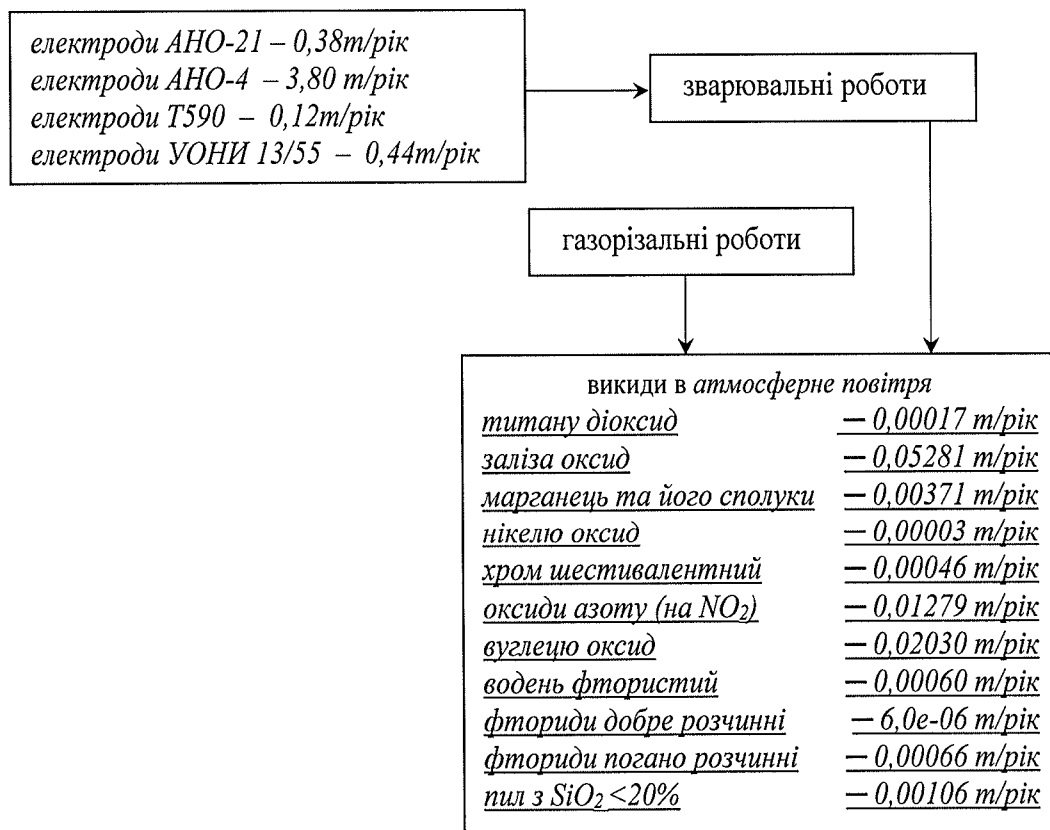 електроди АНО-21 – 0,38т/рік
електроди АНО-4 – 3,80 т/рік
електроди Т590 – 0,12т/рік
електроди УОНИ 13/55 – 0,44т/рік
зварювальні роботи
газорізальні роботи
викиди в атмосферне повітря
титану діоксид — 0,00017 т/рік
заліза оксид — 0,05281 т/рік
марганець та його сполуки — 0,00371 т/рік
нікелю оксид — 0,00003 т/рік
хром шестивалентний — 0,00046 т/рік
оксиди азоту (на NO₂) — 0,01279 т/рік
вуглецю оксид — 0,02030 т/рік
водень фтористий — 0,00060 т/рік
фториди добре розчинні — 6,0e-06 т/рік
фториди погано розчинні — 0,00066 т/рік
пил з SiO₂ <20% — 0,00106 т/рік